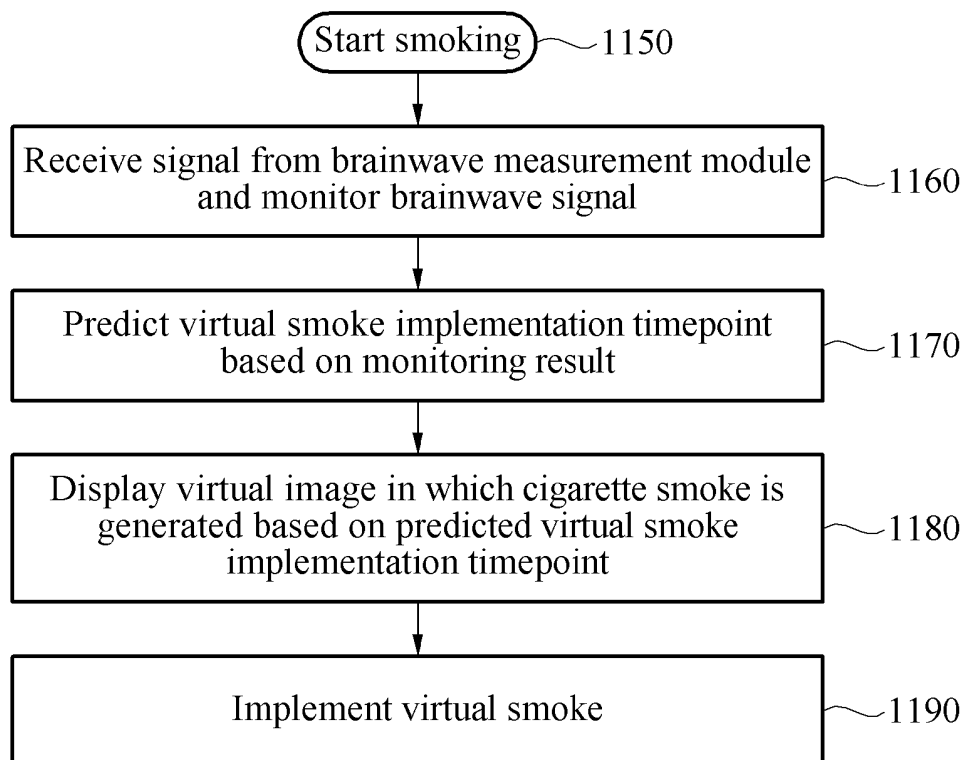 Start smoking
1150
Receive signal from brainwave measurement module
and monitor brainwave signal
1160
Predict virtual smoke implementation timepoint
based on monitoring result
1170
Display virtual image in which cigarette smoke is
generated based on predicted virtual smoke
implementation timepoint
1180
Implement virtual smoke
1190